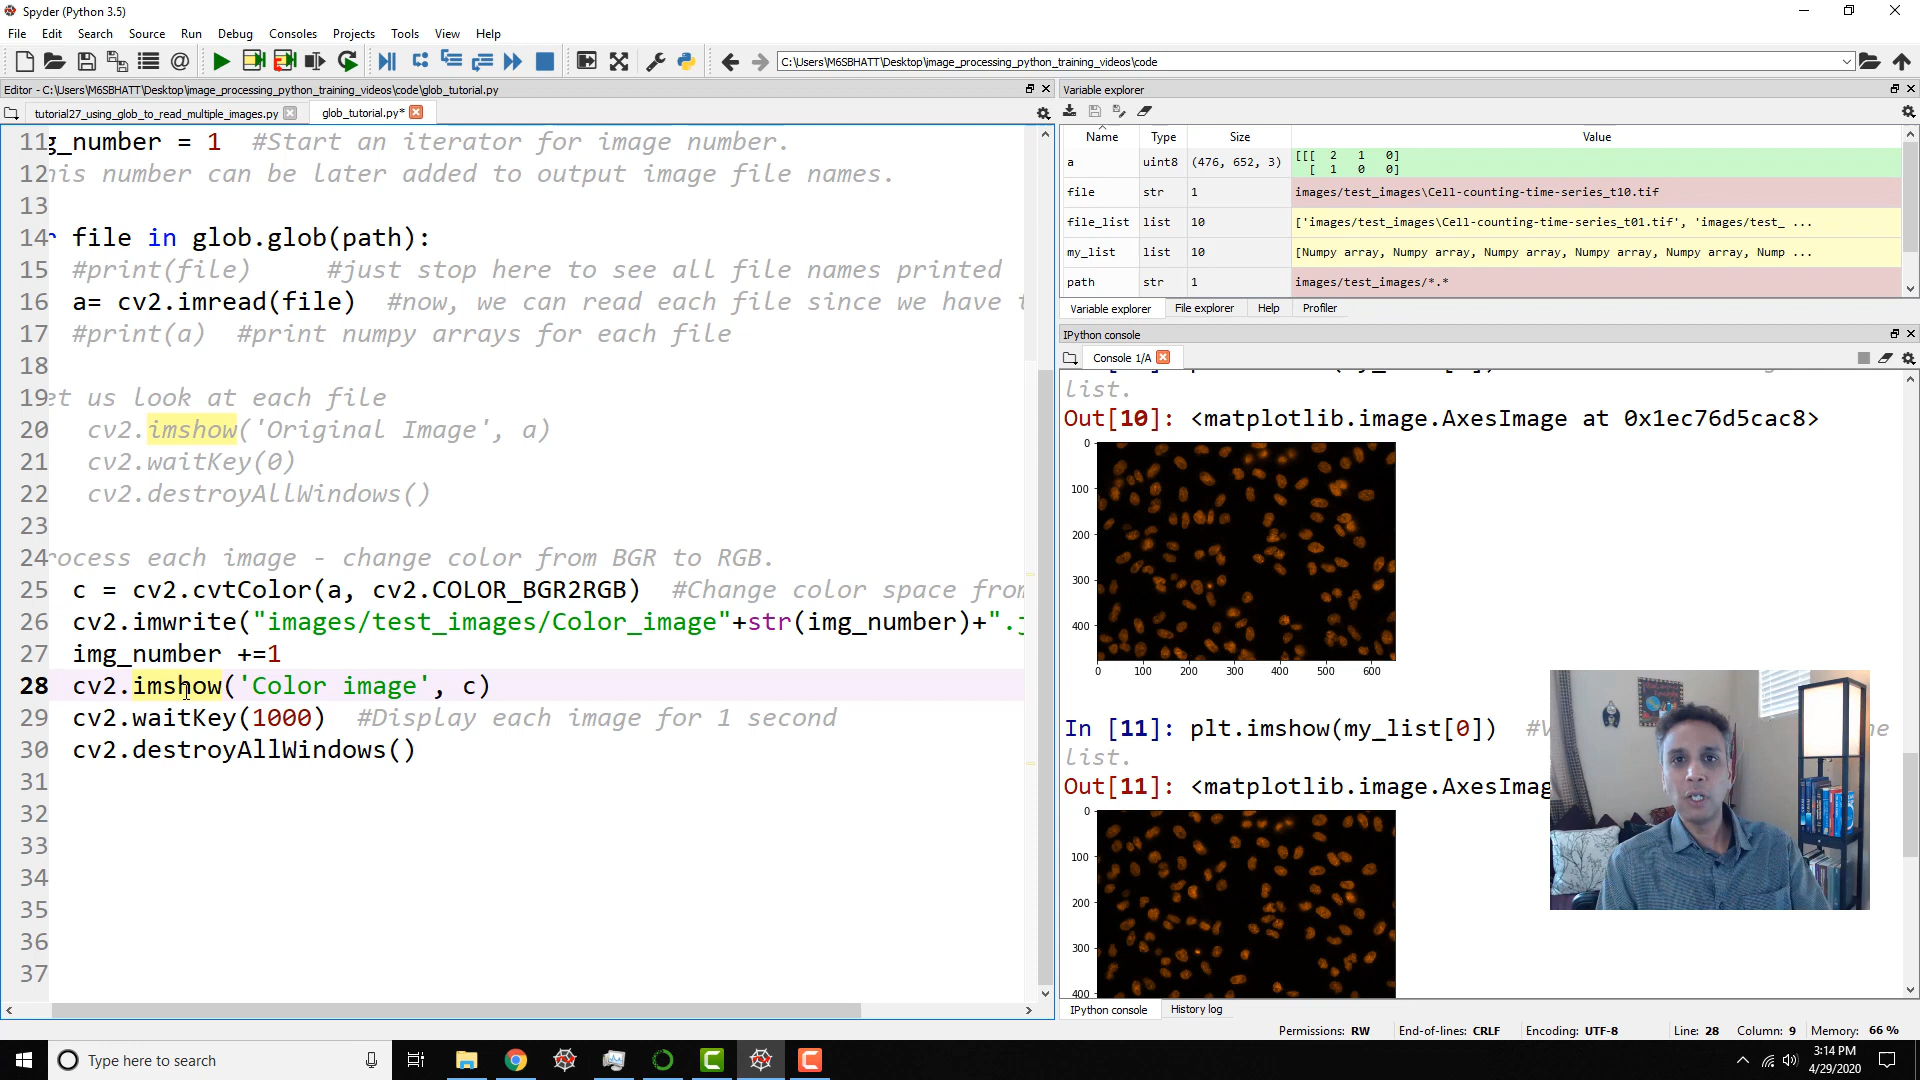 Spyder (Python 3.5)
File Edit Search Source Run Debug Consoles Projects Tools View Help
C:\Users\M6SBHATT\Desktop\image_processing_python_training_videos\code
Editor - C:\Users\M6SBHATT\Desktop\image_processing_python_training_videos\code\glob_tutorial.py
tutorial27_using_glob_to_read_multiple_images.py glob_tutorial.py*
11 g_number = 1 #Start an iterator for image number.
12 his number can be later added to output image file names.
13
14 r file in glob.glob(path):
15 #print(file) #just stop here to see all file names printed
16 a= cv2.imread(file) #now, we can read each file since we have t
17 #print(a) #print numpy arrays for each file
18
19 et us look at each file
20 cv2.imshow('Original Image', a)
21 cv2.waitKey(0)
22 cv2.destroyAllWindows()
23
24 rocess each image - change color from BGR to RGB.
25 c = cv2.cvtColor(a, cv2.COLOR_BGR2RGB) #Change color space from
26 cv2.imwrite("images/test_images/Color_image"+str(img_number)+".j
27 img_number +=1
28 cv2.imshow('Color image', c)
29 cv2.waitKey(1000) #Display each image for 1 second
30 cv2.destroyAllWindows()
31
32
33
34
35
36
37
Variable explorer
Name Type Size Value
a uint8 (476, 652, 3) [[[ 2 1 0]
[ 1 0 0]
file str 1 images/test_images\Cell-counting-time-series_t10.tif
file_list list 10 ['images/test_images\Cell-counting-time-series_t01.tif', 'images/test_ ...
my_list list 10 [Numpy array, Numpy array, Numpy array, Numpy array, Numpy array, Nump ...
path str 1 images/test_images/*.*
Variable explorer File explorer Help Profiler
IPython console
Console 1/A
list.
Out[10]: <matplotlib.image.AxesImage at 0x1ec76d5cac8>
0
100
200
300
400
0 100 200 300 400 500 600
In [11]: plt.imshow(my_list[0]) #V
list.
Out[11]: <matplotlib.image.AxesImag
0
100
200
300
400
IPython console History log
Permissions: RW End-of-lines: CRLF Encoding: UTF-8 Line: 28 Column: 9 Memory: 66 %
Type here to search
3:14 PM
4/29/2020